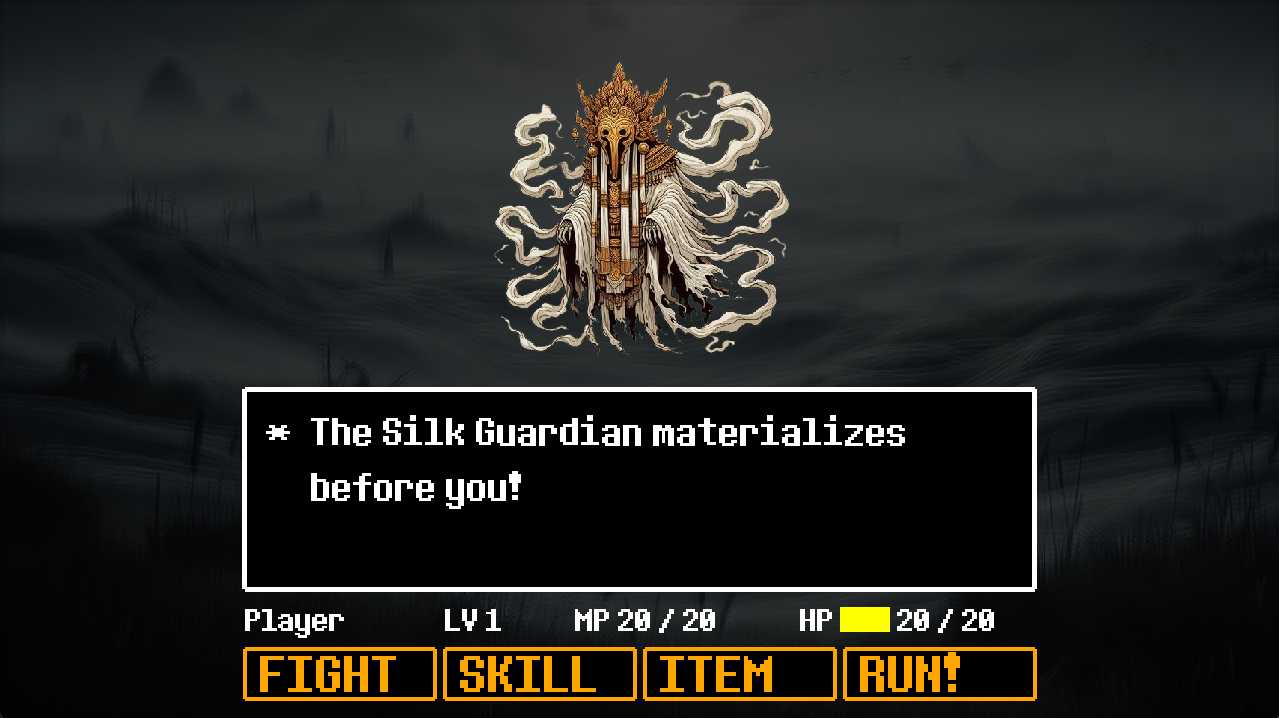 * The Silk Guardian materializes
before you!
Player LV 1 MP 20 / 20 HP 20 / 20
FIGHT SKILL ITEM RUN!